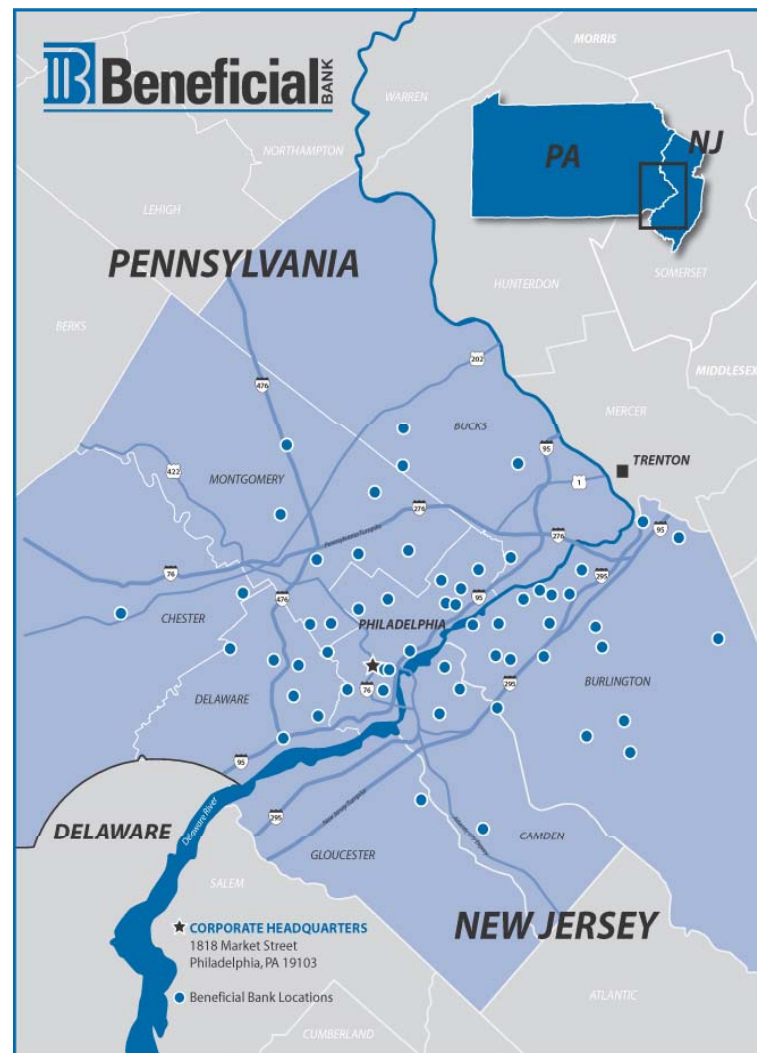 Beneficial
BANK
MORRIS
WARREN
NORTHAMPTON
PA
NJ
LEHIGH
PENNSYLVANIA
SOMERSET
HUNTERDON
BERKS
MIDDLESEX
202
476
MERCER
BUCKS
95
TRENTON
422
MONTGOMERY
1
276
Pennsylvania Turnpike
276
95
76
295
476
95
CHESTER
PHILADELPHIA
76
295
BURLINGTON
DELAWARE
95
Delaware River
295
New Jersey Turnpike
DELAWARE
CAMDEN
GLOUCESTER
SALEM
NEW JERSEY
CORPORATE HEADQUARTERS
1818 Market Street
Philadelphia, PA 19103
Beneficial Bank Locations
ATLANTIC
CUMBERLAND